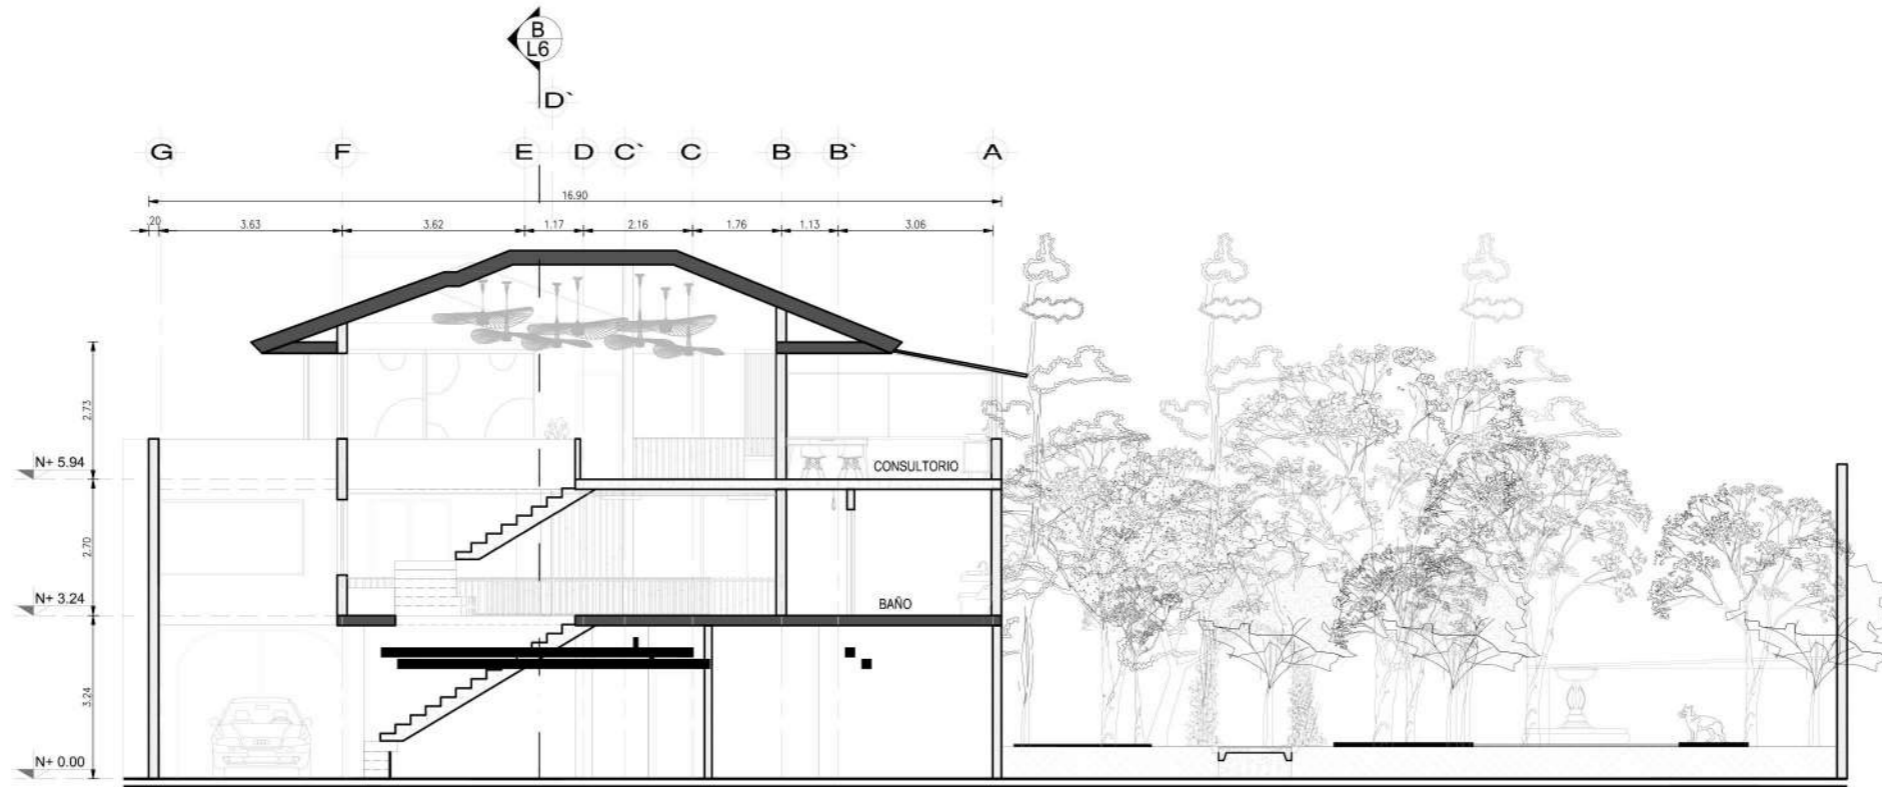 B
L6
D`
G F E D C` C B B` A
16.90
.20 3.63 3.62 1.17 2.16 1.76 1.13 3.06
2.73
N+ 5.94
CONSULTORIO
2.70
N+ 3.24
BAÑO
3.24
N+ 0.00